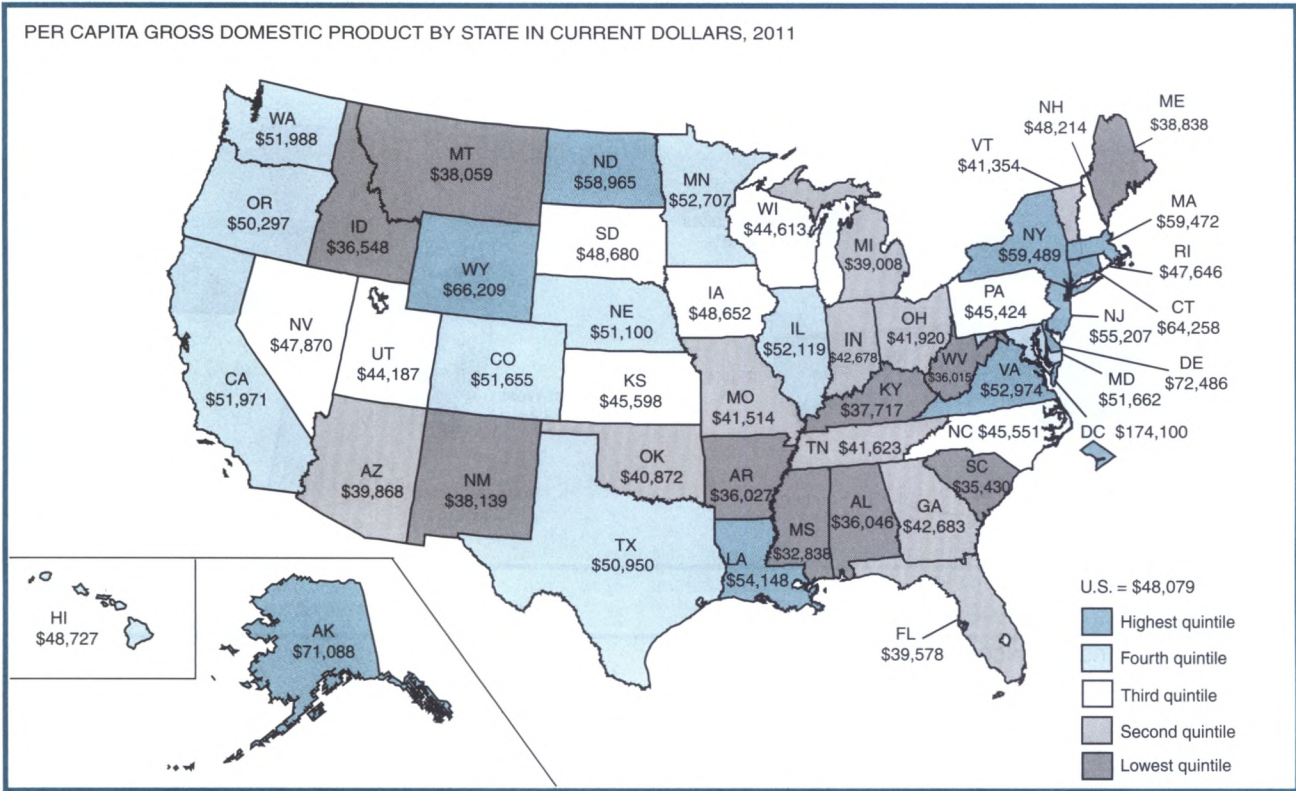 PER CAPITA GROSS DOMESTIC PRODUCT BY STATE IN CURRENT DOLLARS, 2011
WA
$51,988
OR
$50,297
ID
$36,548
MT
$38,059
ND
$58,965
MN
$52,707
SD
$48,680
WY
$66,209
WI
$44,613
MI
$39,008
NH
$48,214
ME
$38,838
VT
$41,354
MA
$59,472
NY
$59,489
RI
$47,646
CT
$64,258
PA
$45,424
NJ
$55,207
DE
$72,486
MD
$51,662
DC $174,100
NV
$47,870
UT
$44,187
CA
$51,971
CO
$51,655
NE
$51,100
IA
$48,652
IL
$52,119
IN
$42,678
OH
$41,920
WV
$36,015
VA
$52,974
KS
$45,598
MO
$41,514
KY
$37,717
NC $45,551
TN $41,623
SC
$35,430
AZ
$39,868
NM
$38,139
OK
$40,872
AR
$36,027
MS
$32,838
AL
$36,046
GA
$42,683
TX
$50,950
LA
$54,148
FL
$39,578
HI
$48,727
AK
$71,088
U.S. = $48,079
Highest quintile
Fourth quintile
Third quintile
Second quintile
Lowest quintile